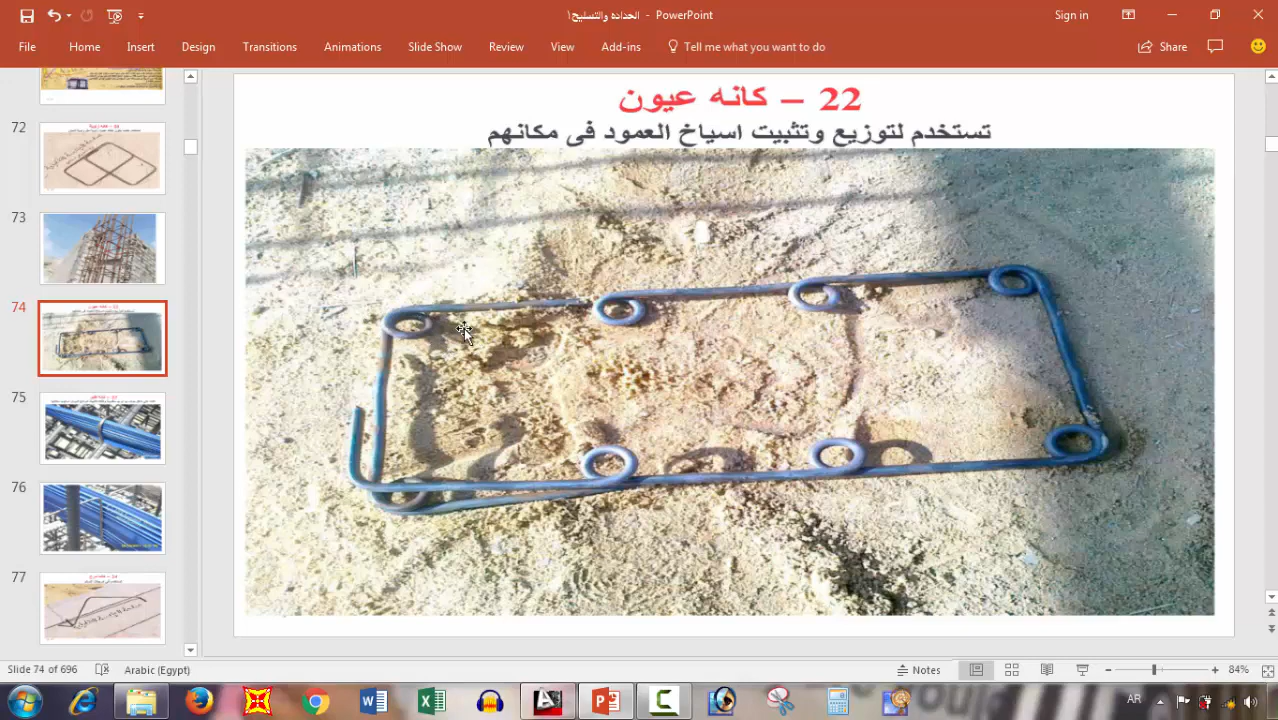 الحدادة والتسليح1 - PowerPoint
Sign in
File Home Insert Design Transitions Animations Slide Show Review View Add-ins Tell me what you want to do Share
22 – كانه عيون
تستخدم لتوزيع وتثبيت اسياخ العمود فى مكانهم
72
73
74
75
76
77
Slide 74 of 696 Arabic (Egypt) Notes 84%
AR